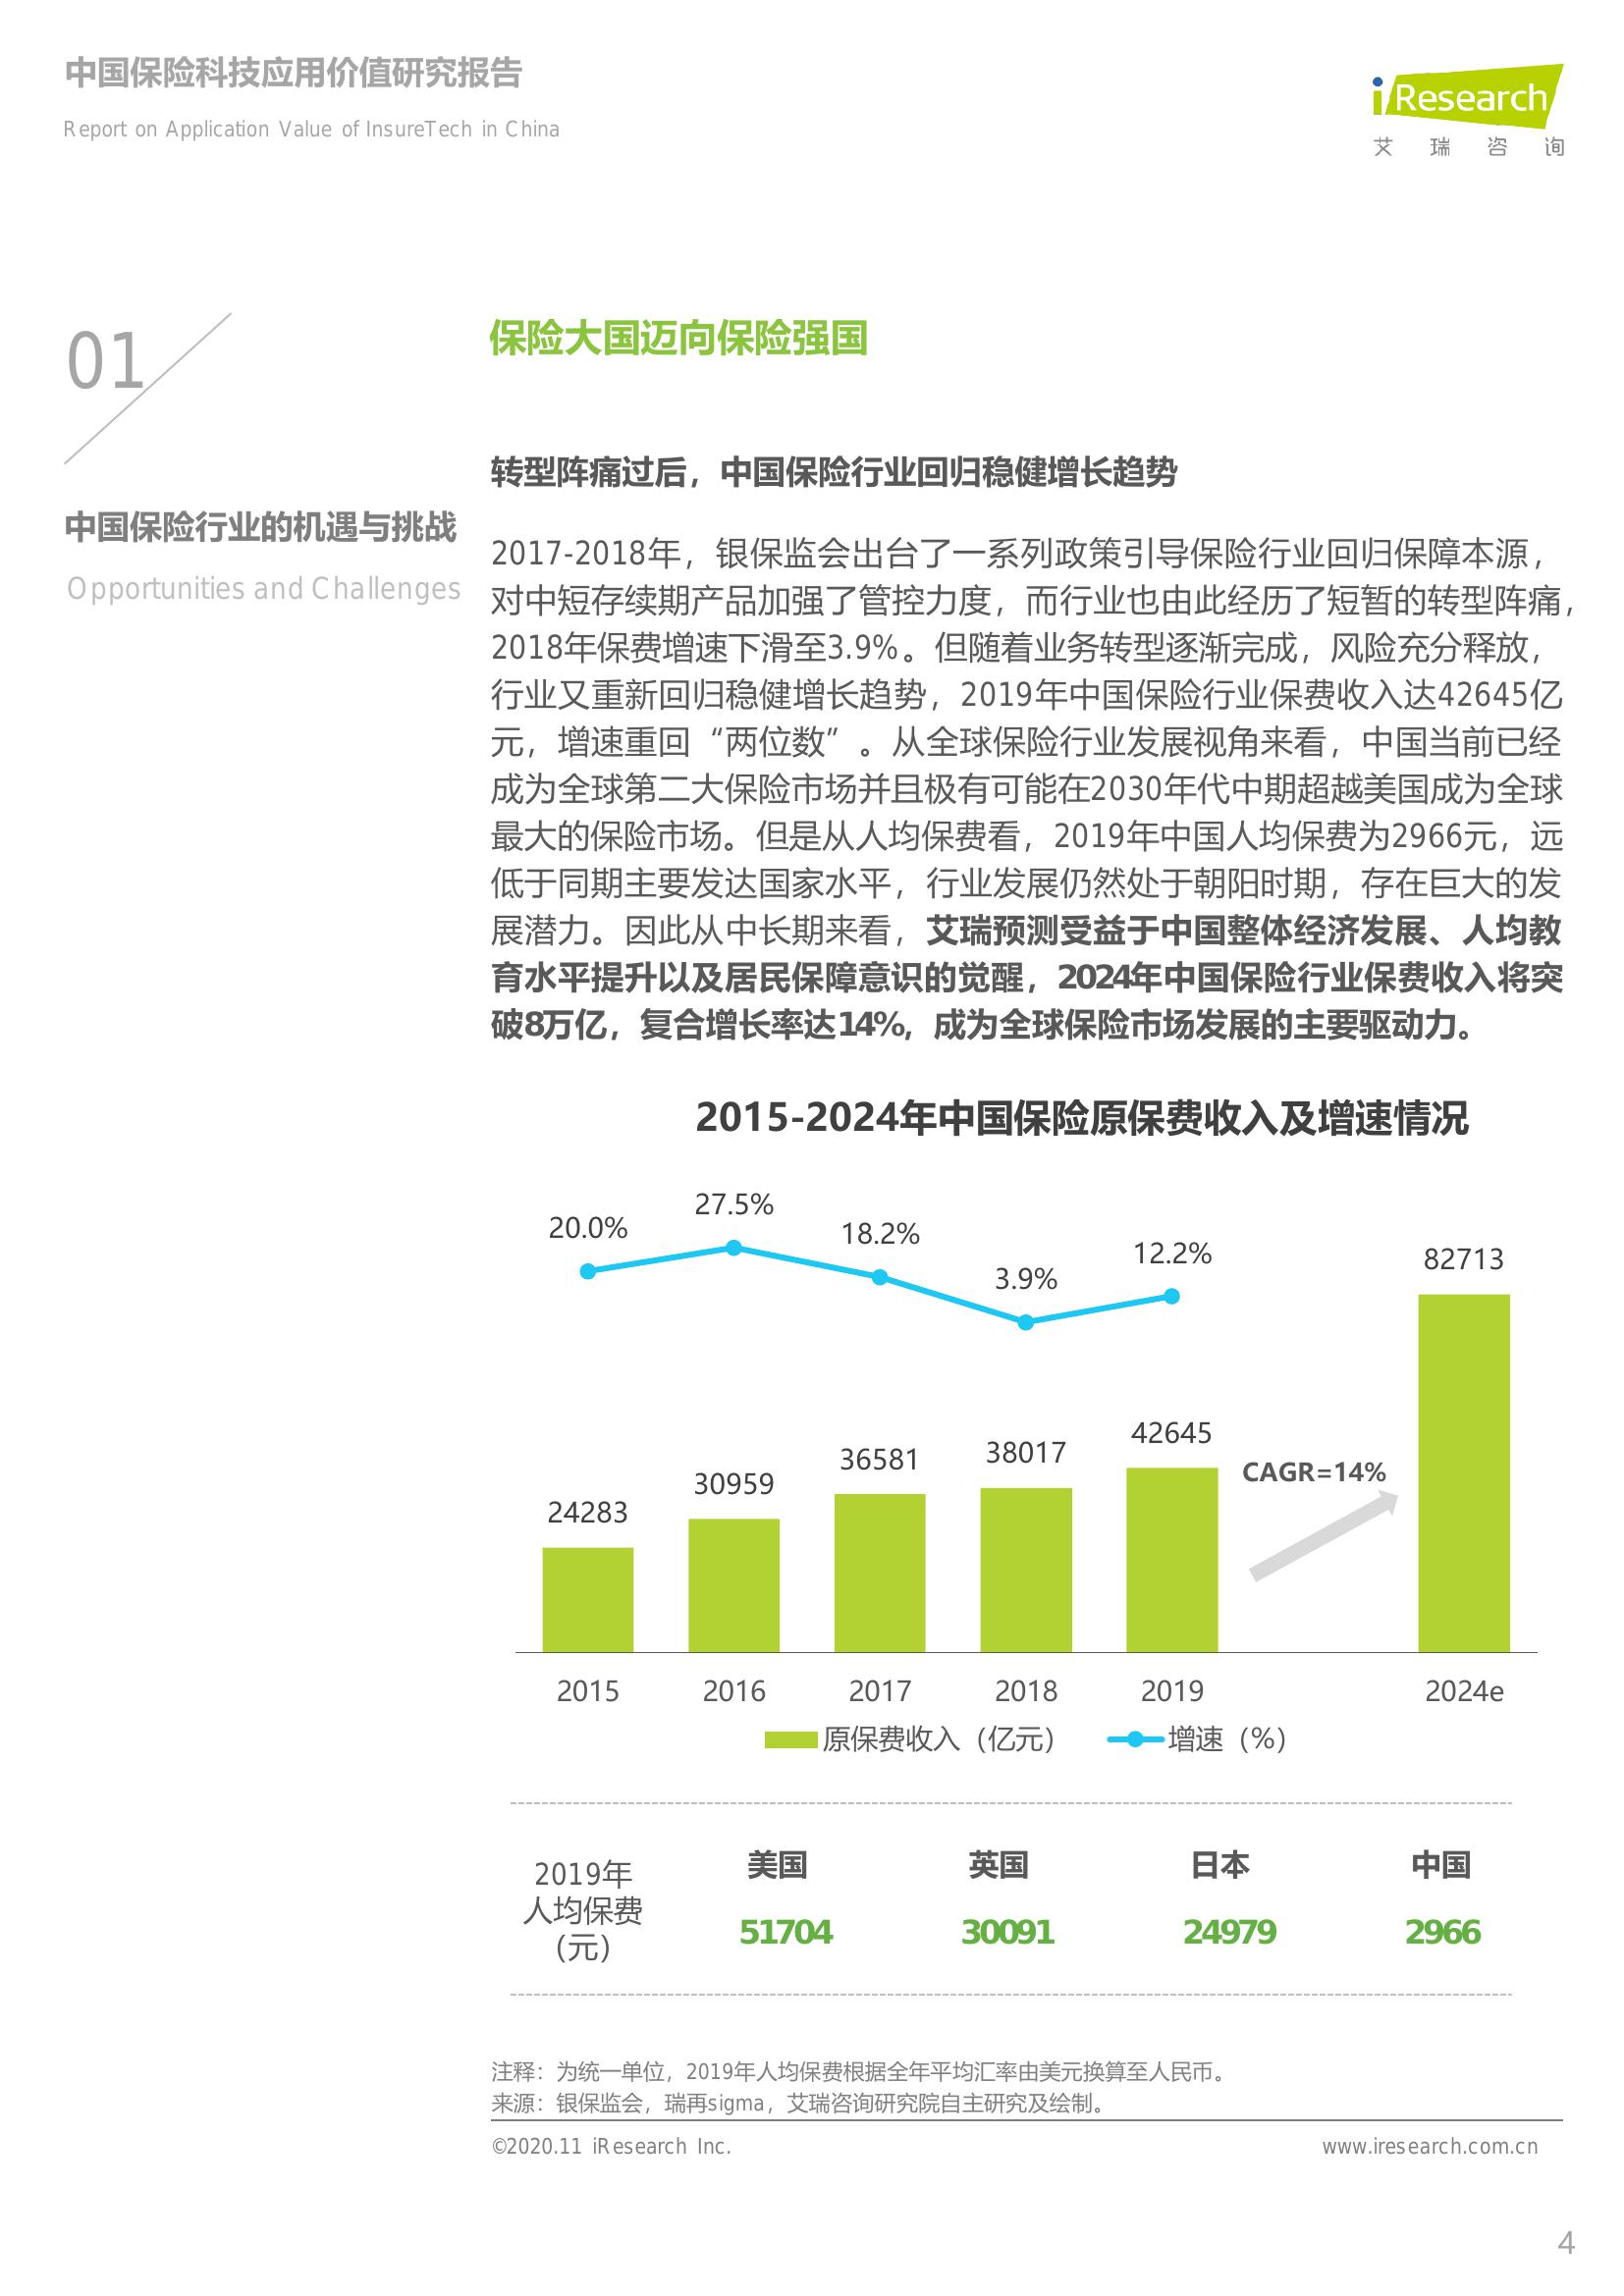 中国保险科技应用价值研究报告
Report on Application Value of InsureTech in China
iResearch
艾瑞咨询
01
中国保险行业的机遇与挑战
Opportunities and Challenges
保险大国迈向保险强国
转型阵痛过后，中国保险行业回归稳健增长趋势
2017-2018年，银保监会出台了一系列政策引导保险行业回归保障本源，
对中短存续期产品加强了管控力度，而行业也由此经历了短暂的转型阵痛，
2018年保费增速下滑至3.9%。但随着业务转型逐渐完成，风险充分释放，
行业又重新回归稳健增长趋势，2019年中国保险行业保费收入达42645亿
元，增速重回“两位数”。从全球保险行业发展视角来看，中国当前已经
成为全球第二大保险市场并且极有可能在2030年代中期超越美国成为全球
最大的保险市场。但是从人均保费看，2019年中国人均保费为2966元，远
低于同期主要发达国家水平，行业发展仍然处于朝阳时期，存在巨大的发
展潜力。因此从中长期来看，艾瑞预测受益于中国整体经济发展、人均教
育水平提升以及居民保障意识的觉醒，2024年中国保险行业保费收入将突
破8万亿，复合增长率达14%，成为全球保险市场发展的主要驱动力。
2015-2024年中国保险原保费收入及增速情况
20.0% 27.5% 18.2% 3.9% 12.2%
24283 30959 36581 38017 42645 82713
CAGR=14%
2015 2016 2017 2018 2019 2024e
原保费收入（亿元） 增速（%）
2019年
人均保费
（元）
美国 英国 日本 中国
51704 30091 24979 2966
注释：为统一单位，2019年人均保费根据全年平均汇率由美元换算至人民币。
来源：银保监会，瑞再sigma，艾瑞咨询研究院自主研究及绘制。
©2020.11 iResearch Inc. www.iresearch.com.cn
4